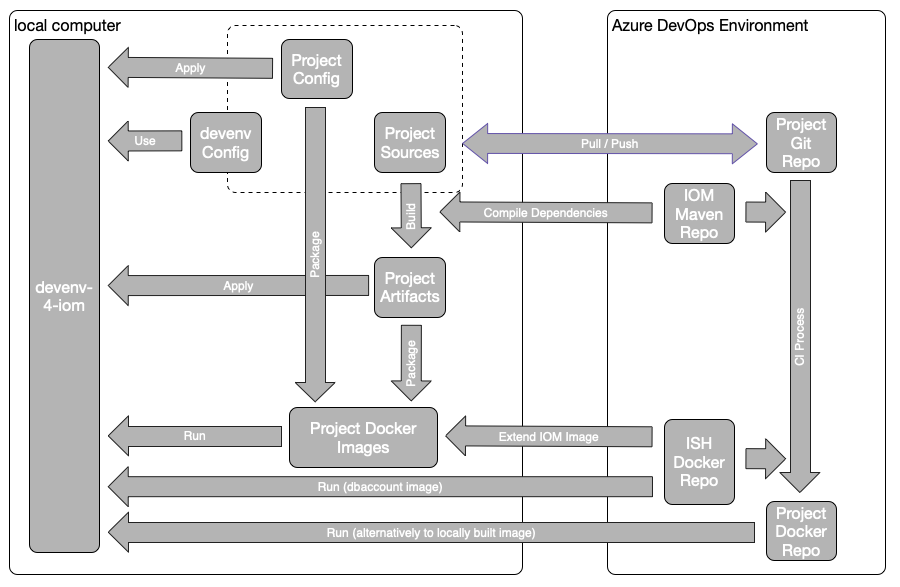 local computer
Azure DevOps Environment
Project
Config
Apply
devenv
Config
Use
Project
Sources
Pull / Push
Project
Git
Repo
IOM
Maven
Repo
Compile Dependencies
Build
Package
devenv-
4-iom
Project
Artifacts
Apply
CI Process
Package
Project Docker
Images
Run
Extend IOM Image
ISH
Docker
Repo
Run (dbaccount image)
Project
Docker
Repo
Run (alternatively to locally built image)